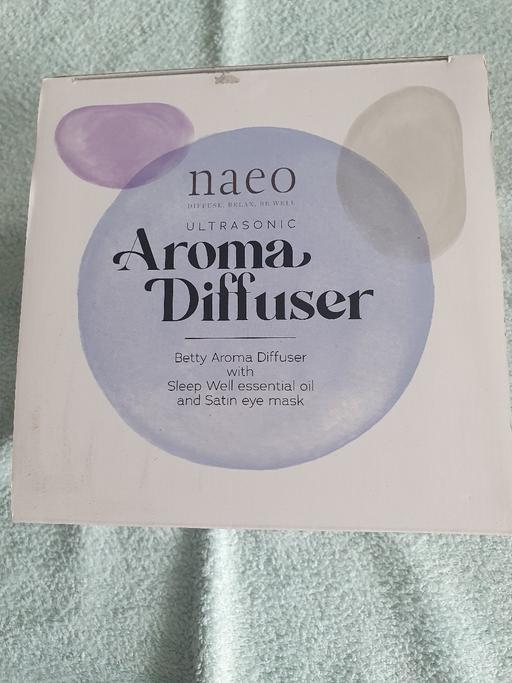 naeo
DIFFUSE, RELAX, BE WELL
ULTRASONIC
Aroma
Diffuser
Betty Aroma Diffuser
with
Sleep Well essential oil
and Satin eye mask